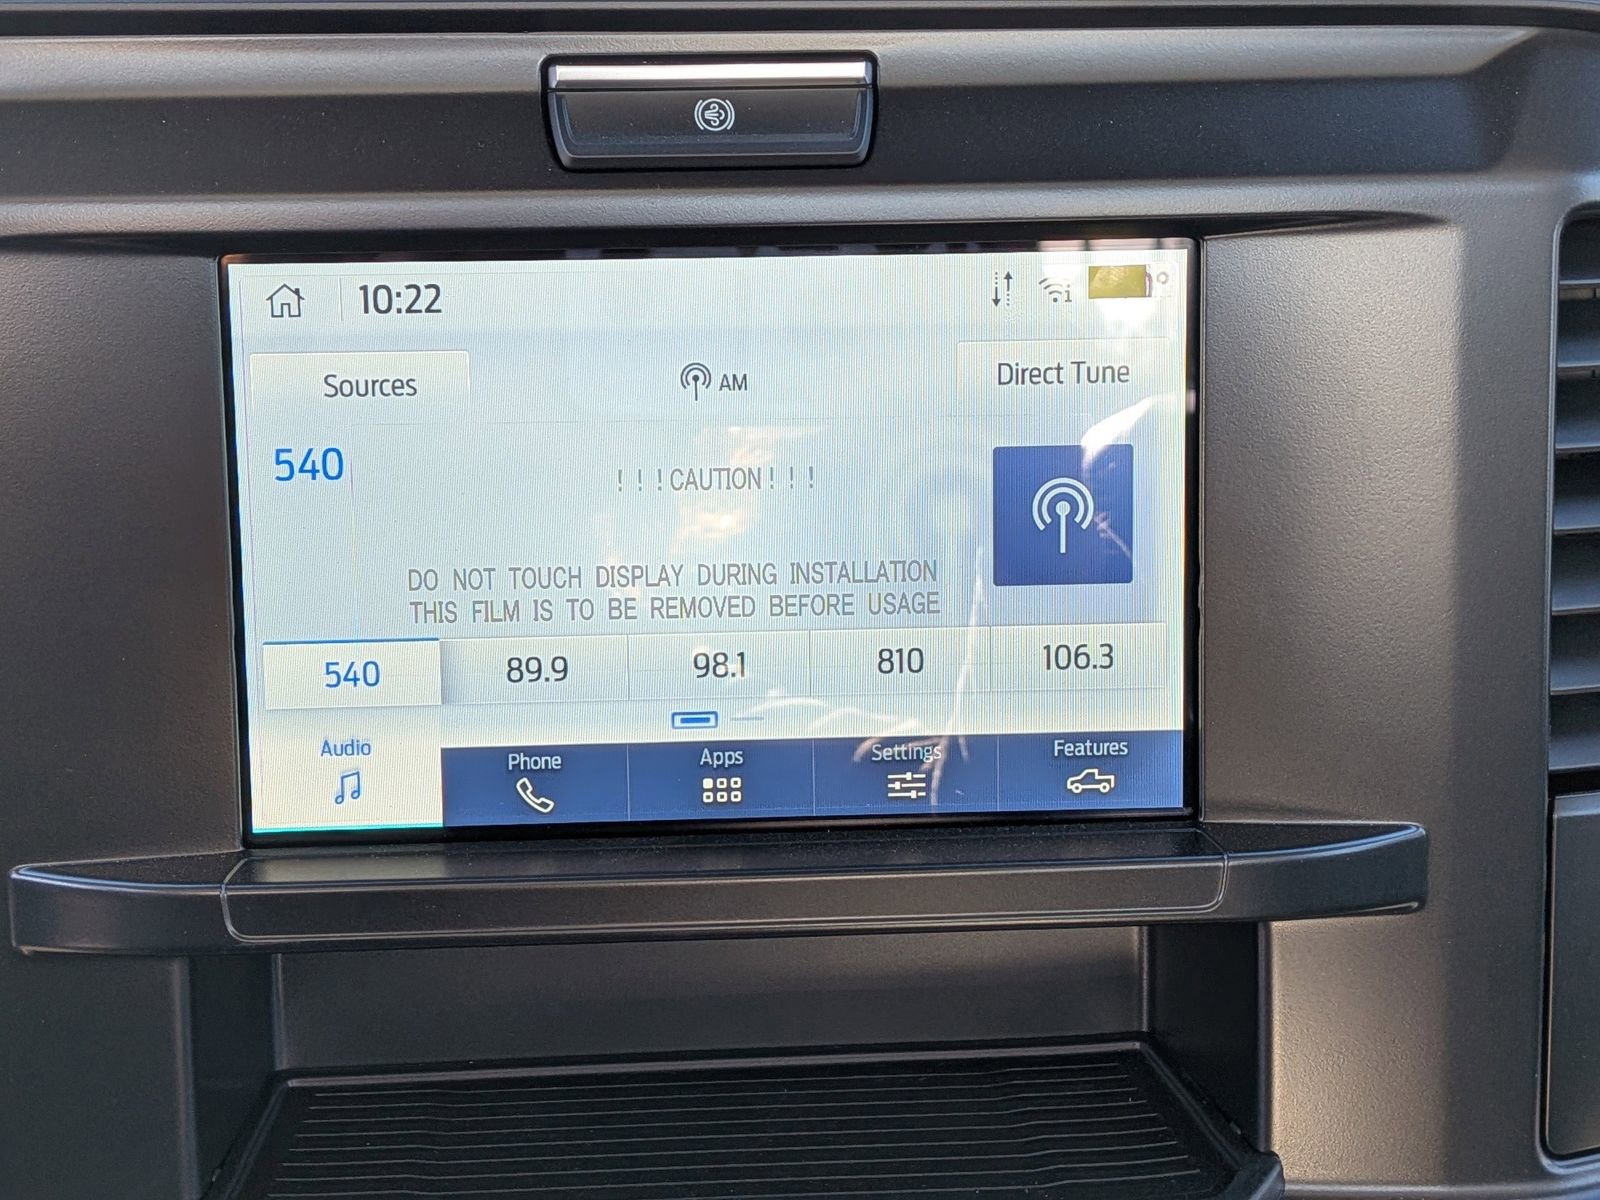 10:22
Sources
AM
Direct Tune
540
! ! ! CAUTION ! ! !
DO NOT TOUCH DISPLAY DURING INSTALLATION
THIS FILM IS TO BE REMOVED BEFORE USAGE
540 89.9 98.1 810 106.3
Audio Phone Apps Settings Features